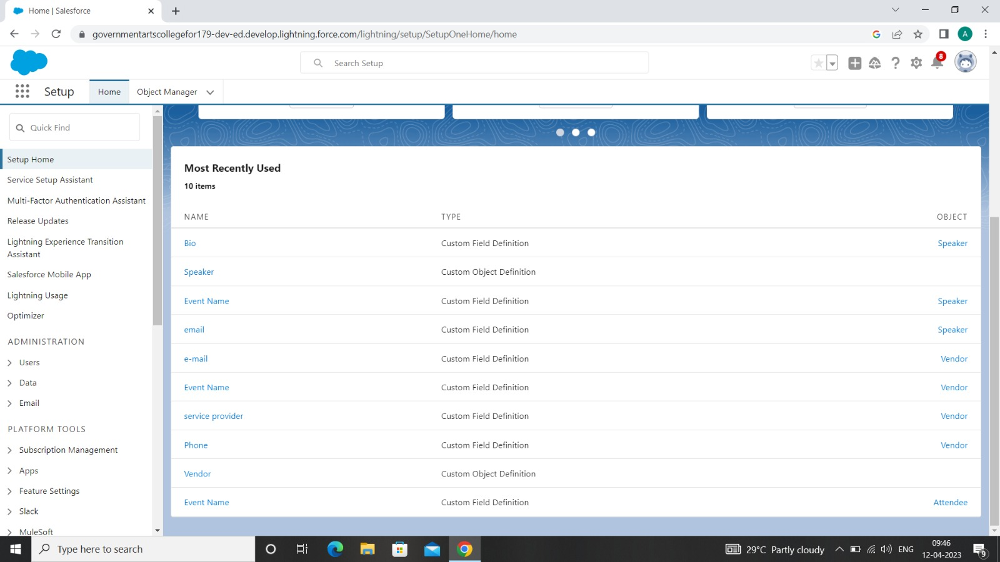 Home | Salesforce
governmentartscollegefor179-dev-ed.develop.lightning.force.com/lightning/setup/SetupOneHome/home
A
Search Setup
8
Setup
Home
Object Manager
Quick Find
Setup Home
Service Setup Assistant
Multi-Factor Authentication Assistant
Release Updates
Lightning Experience Transition
Assistant
Salesforce Mobile App
Lightning Usage
Optimizer
ADMINISTRATION
Users
Data
Email
PLATFORM TOOLS
Subscription Management
Apps
Feature Settings
Slack
MuleSoft
Most Recently Used
10 items
NAME TYPE OBJECT
Bio Custom Field Definition Speaker
Speaker Custom Object Definition
Event Name Custom Field Definition Speaker
email Custom Field Definition Speaker
e-mail Custom Field Definition Vendor
Event Name Custom Field Definition Vendor
service provider Custom Field Definition Vendor
Phone Custom Field Definition Vendor
Vendor Custom Object Definition
Event Name Custom Field Definition Attendee
Type here to search
29°C Partly cloudy
ENG
09:46
12-04-2023
9